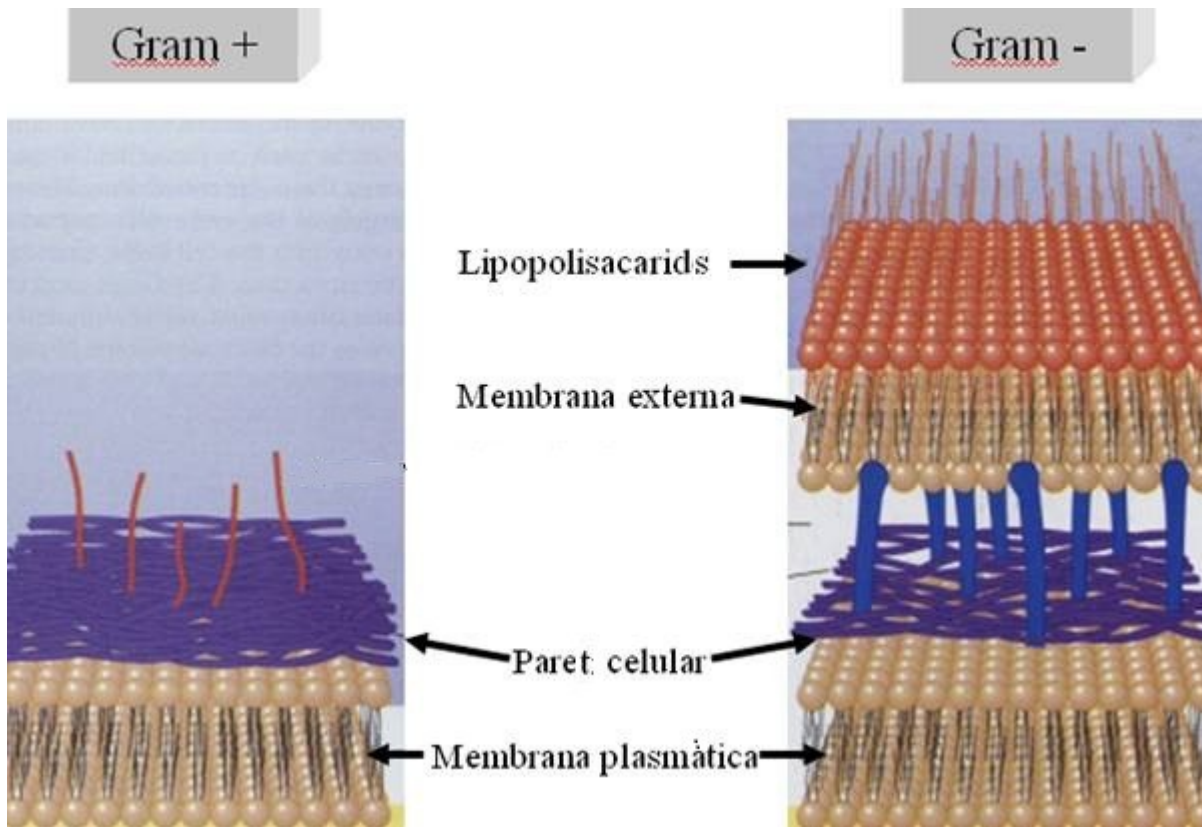 Gram +
Gram -
Lipopolisacarids
Membrana externa
Paret celular
Membrana plasmàtica